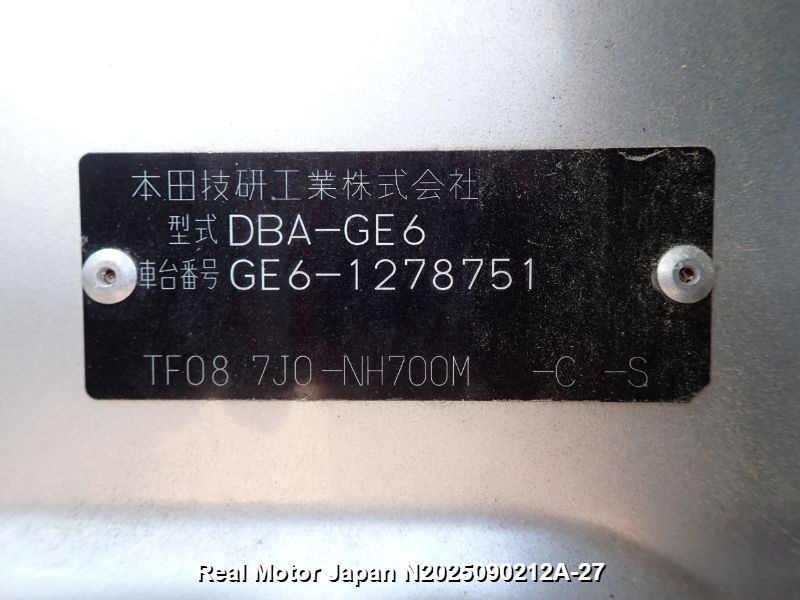 本田技研工業株式会社
型式 DBA-GE6
車台番号 GE6-1278751
TF08 7J0-NH700M -C -S
Real Motor Japan N2025090212A-27